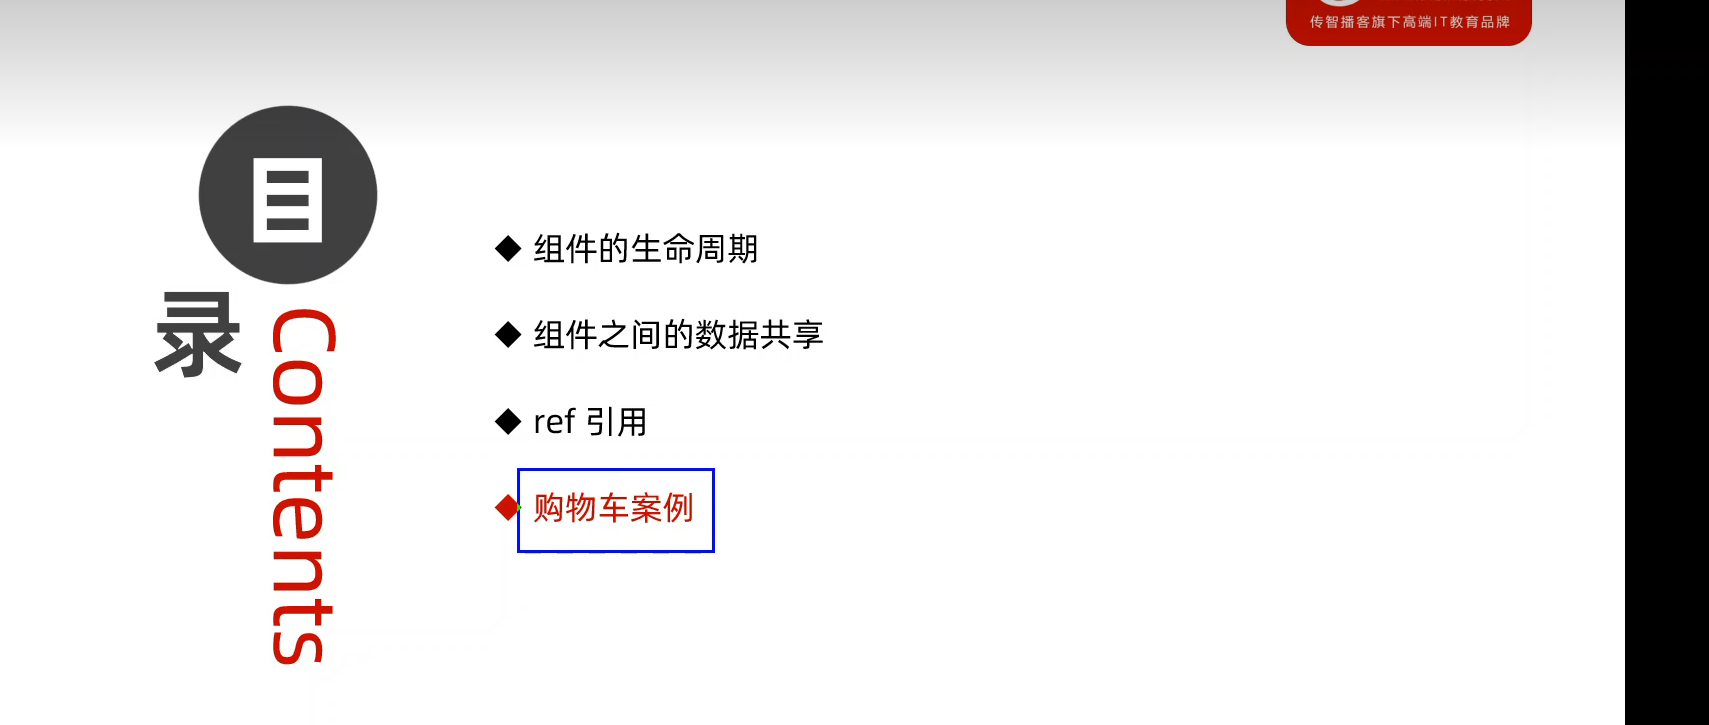 传智播客旗下高端IT教育品牌
目录
Contents
◆ 组件的生命周期
◆ 组件之间的数据共享
◆ ref 引用
◆ 购物车案例